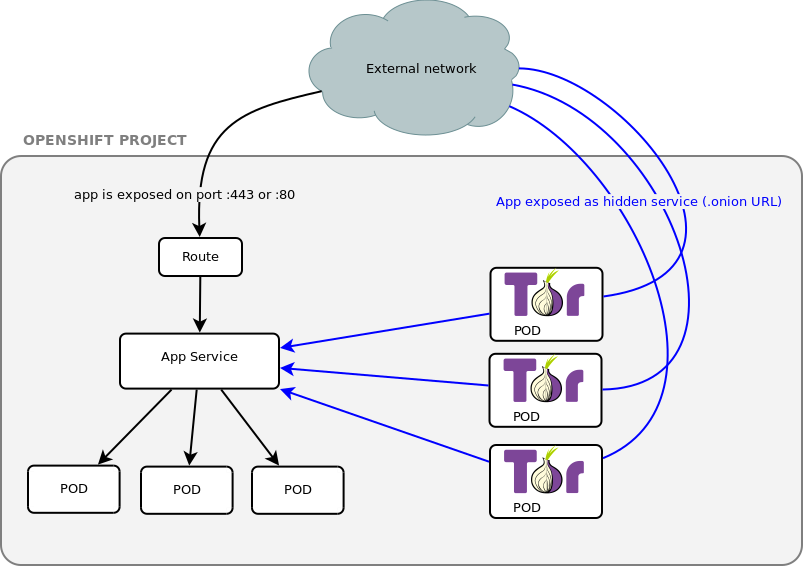 External network
OPENSHIFT PROJECT
app is exposed on port :443 or :80
App exposed as hidden service (.onion URL)
Route
Tor
POD
App Service
Tor
POD
Tor
POD
POD
POD
POD